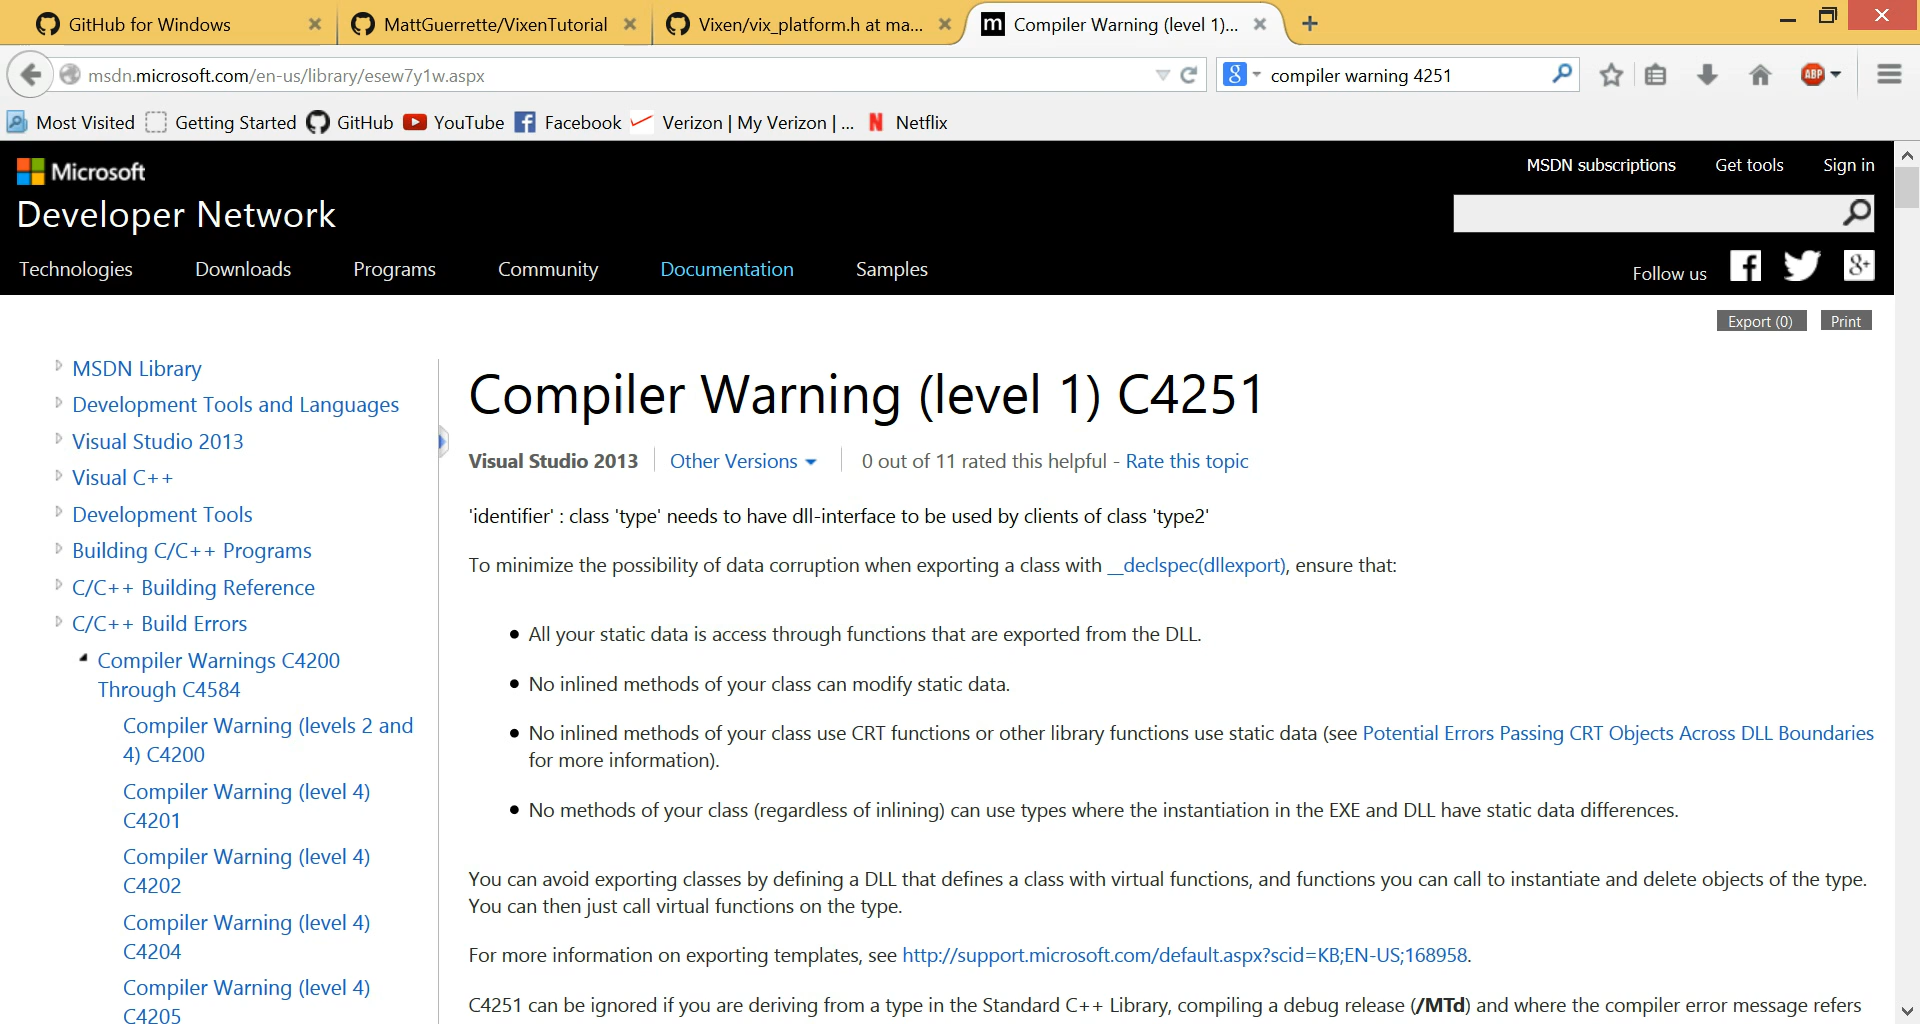 GitHub for Windows
MattGuerrette/VixenTutorial
Vixen/vix_platform.h at ma...
m Compiler Warning (level 1)...
msdn.microsoft.com/en-us/library/esew7y1w.aspx
8 compiler warning 4251
ABP
Most Visited
Getting Started
GitHub
YouTube
Facebook
Verizon | My Verizon | ...
N Netflix
Microsoft
Developer Network
MSDN subscriptions
Get tools
Sign in
Technologies
Downloads
Programs
Community
Documentation
Samples
Follow us
Export (0)
Print
MSDN Library
Development Tools and Languages
Visual Studio 2013
Visual C++
Development Tools
Building C/C++ Programs
C/C++ Building Reference
C/C++ Build Errors
Compiler Warnings C4200
Through C4584
Compiler Warning (levels 2 and
4) C4200
Compiler Warning (level 4)
C4201
Compiler Warning (level 4)
C4202
Compiler Warning (level 4)
C4204
Compiler Warning (level 4)
C4205
Compiler Warning (level 1) C4251
Visual Studio 2013
Other Versions
0 out of 11 rated this helpful - Rate this topic
'identifier' : class 'type' needs to have dll-interface to be used by clients of class 'type2'
To minimize the possibility of data corruption when exporting a class with __declspec(dllexport), ensure that:
• All your static data is access through functions that are exported from the DLL.
• No inlined methods of your class can modify static data.
• No inlined methods of your class use CRT functions or other library functions use static data (see Potential Errors Passing CRT Objects Across DLL Boundaries
for more information).
• No methods of your class (regardless of inlining) can use types where the instantiation in the EXE and DLL have static data differences.
You can avoid exporting classes by defining a DLL that defines a class with virtual functions, and functions you can call to instantiate and delete objects of the type.
You can then just call virtual functions on the type.
For more information on exporting templates, see http://support.microsoft.com/default.aspx?scid=KB;EN-US;168958.
C4251 can be ignored if you are deriving from a type in the Standard C++ Library, compiling a debug release (/MTd) and where the compiler error message refers